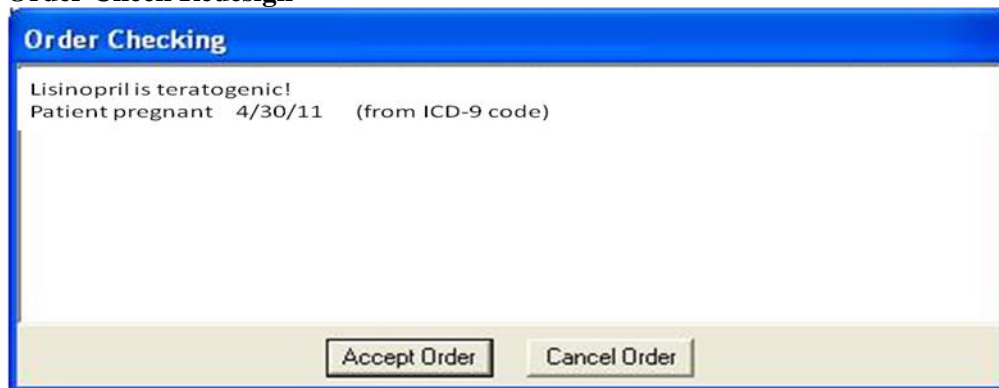 Order Check Redesign
Order Checking
Lisinopril is teratogenic!
Patient pregnant 4/30/11 (from ICD-9 code)
Accept Order Cancel Order